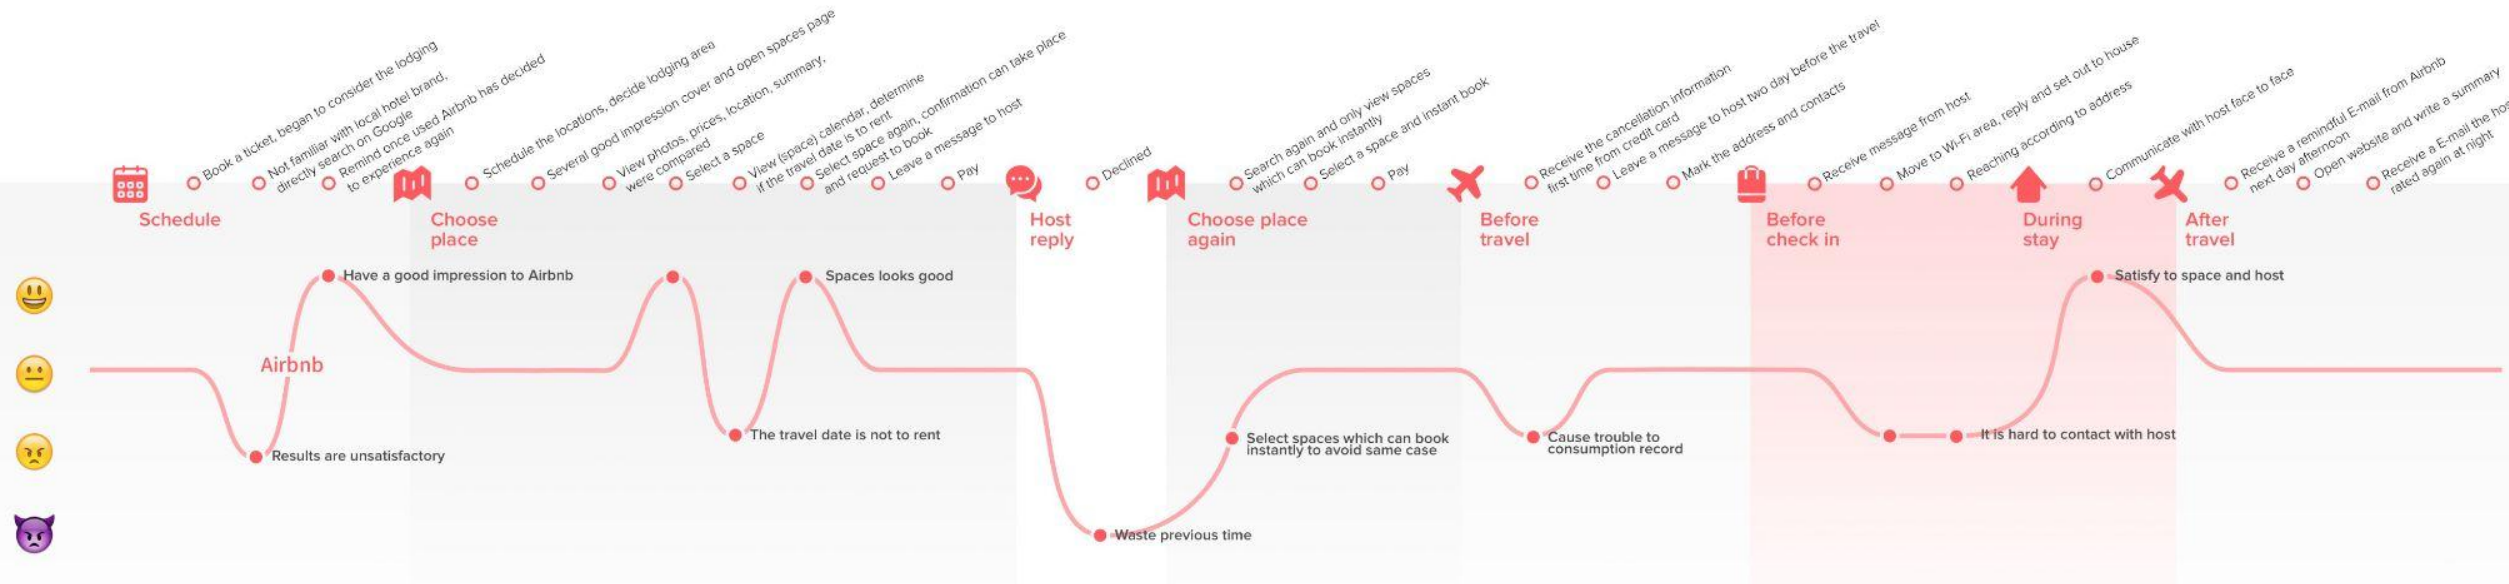 Book a ticket, began to consider the lodging
Not familiar with local hotel brand,
directly search on Google
Remind once used Airbnb has decided
to experience again
Schedule the locations, decide lodging area
Several good impression cover and open spaces page
View photos, prices, location, summary,
were compared
Select a space
View (space) calendar, determine
if the travel date is to rent
Select space again, confirmation can take place
and request to book
Leave a message to host
Pay
Declined
Search again and only view spaces
which can book instantly
Select a space and instant book
Pay
Receive the cancellation information
first time from credit card
Leave a message to host two day before the travel
Mark the address and contacts
Receive message from host
Move to Wi-Fi area, reply and set out to house
Reaching according to address
Communicate with host face to face
Receive a remindful E-mail from Airbnb
next day afternoon
Open website and write a summary
Receive a E-mail the
rated again at night
Schedule
Choose
place
Host
reply
Choose place
again
Before
travel
Before
check in
During
stay
After
travel
Have a good impression to Airbnb
Spaces looks good
Satisfy to space and host
Airbnb
Results are unsatisfactory
The travel date is not to rent
Select spaces which can book
instantly to avoid same case
Cause trouble to
consumption record
It is hard to contact with host
Waste previous time